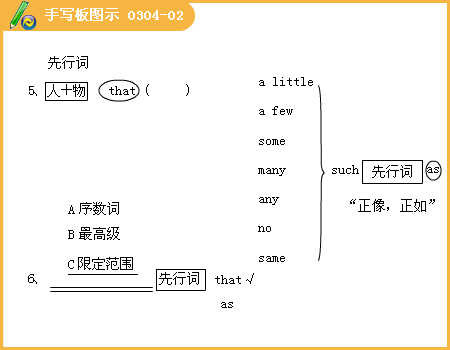 手写板图示 0304-02
先行词
5、 人+物 that ( )
A 序数词
B 最高级
C 限定范围
6、 先行词 that √
as
a little
a few
some
many
any
no
same
such 先行词 as
“正像，正如”